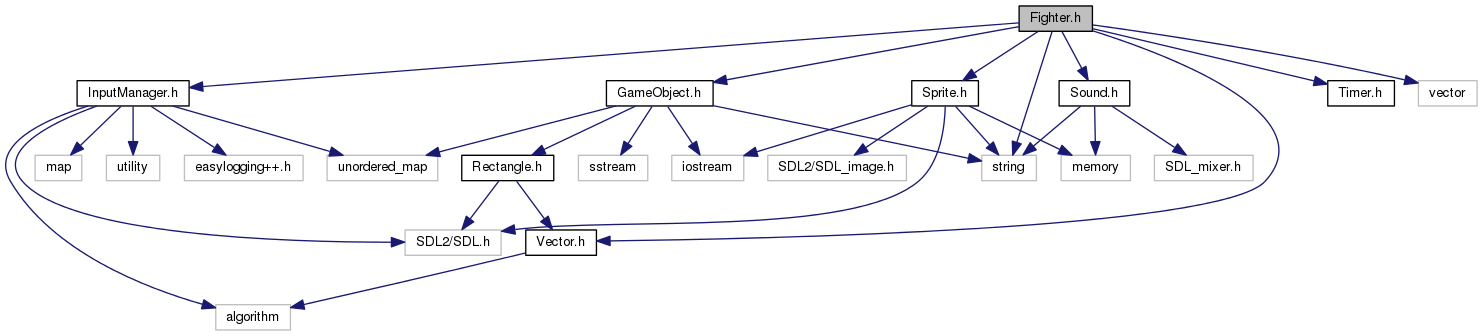 Fighter.h
InputManager.h
GameObject.h
Sprite.h
Sound.h
Timer.h
vector
map
utility
easylogging++.h
unordered_map
Rectangle.h
sstream
iostream
SDL2/SDL_image.h
string
memory
SDL_mixer.h
SDL2/SDL.h
Vector.h
algorithm